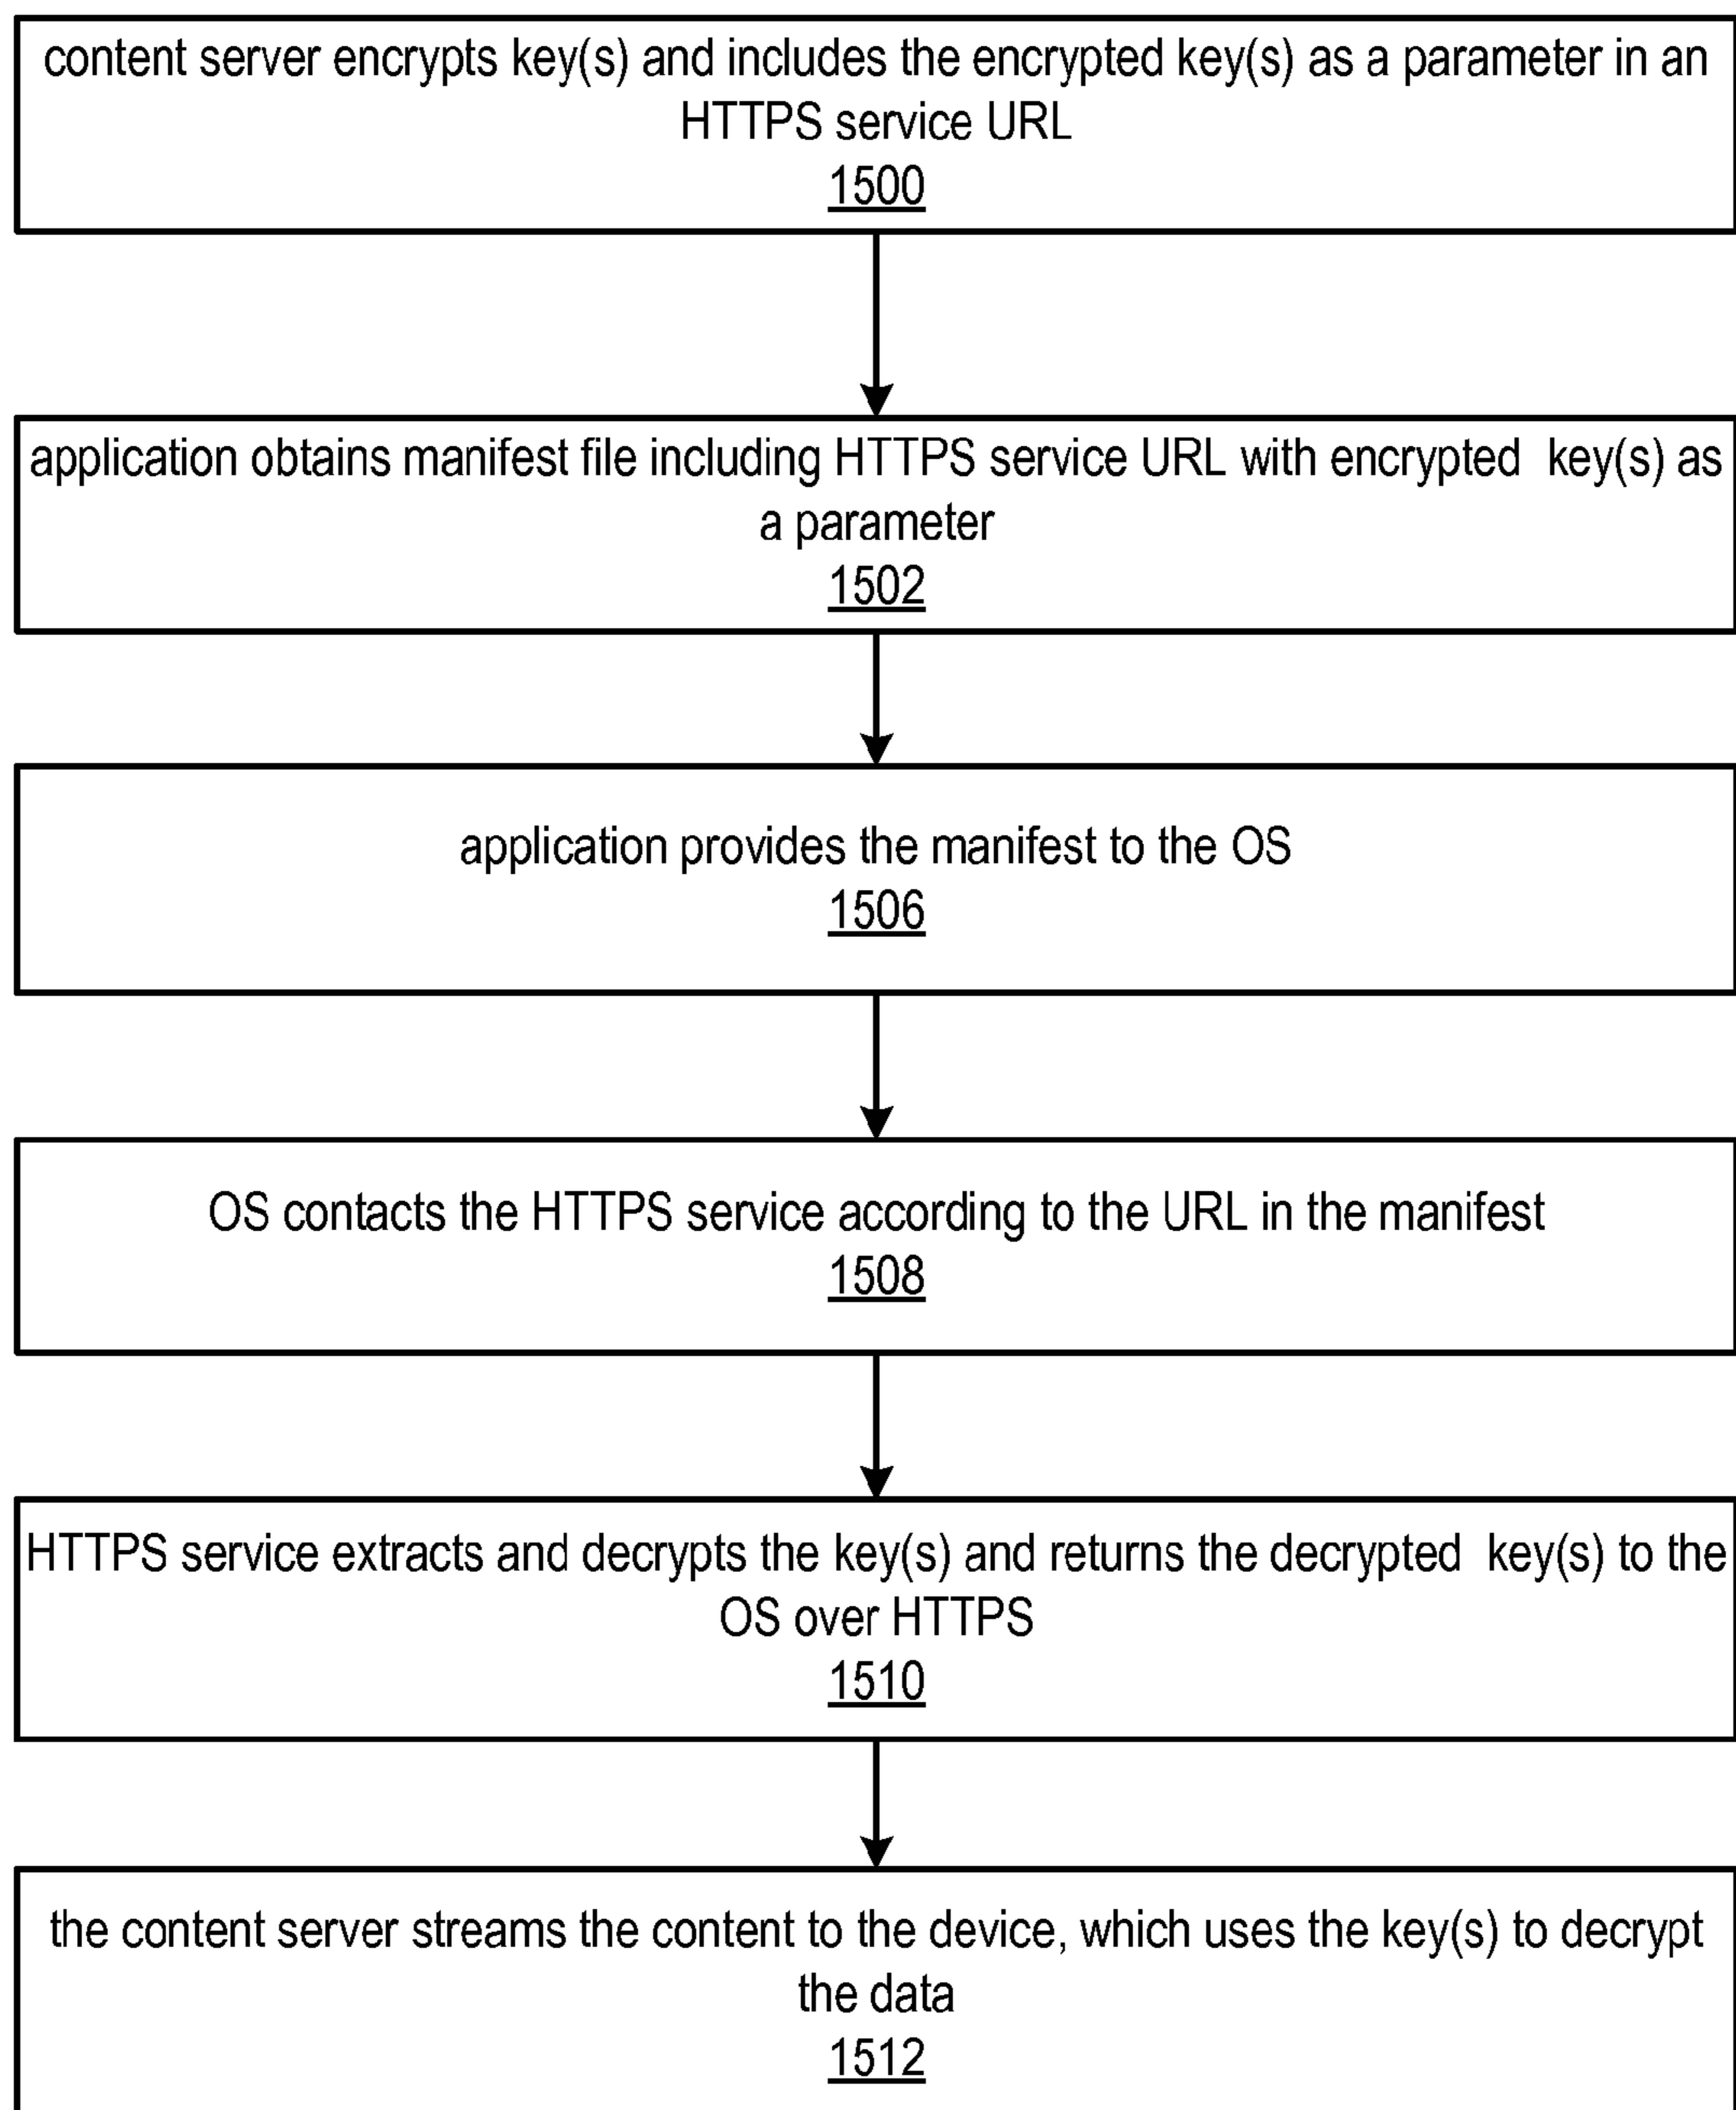 content server encrypts key(s) and includes the encrypted key(s) as a parameter in an
HTTPS service URL
1500
application obtains manifest file including HTTPS service URL with encrypted key(s) as
a parameter
1502
application provides the manifest to the OS
1506
OS contacts the HTTPS service according to the URL in the manifest
1508
HTTPS service extracts and decrypts the key(s) and returns the decrypted key(s) to the
OS over HTTPS
1510
the content server streams the content to the device, which uses the key(s) to decrypt
the data
1512